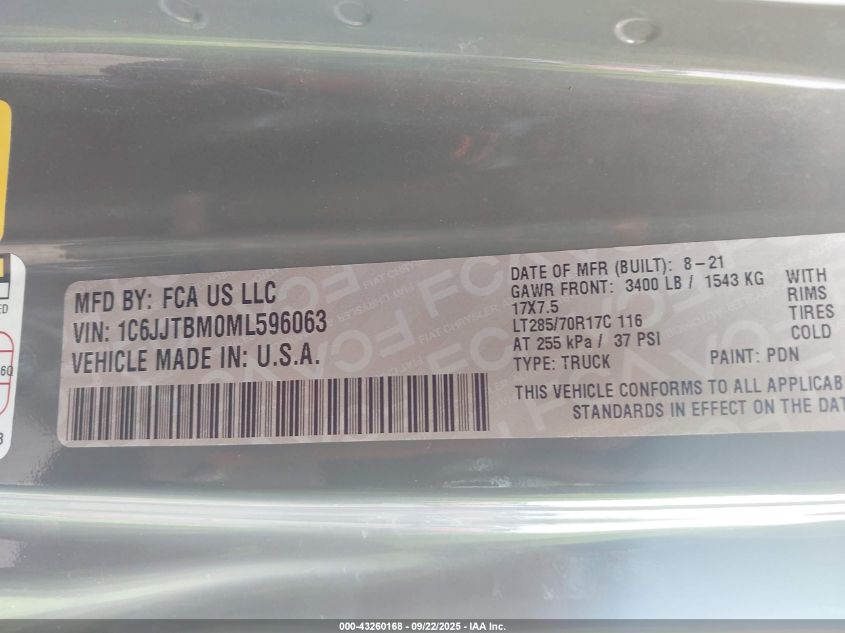 MFD BY: FCA US LLC
VIN: 1C6JJTBM0ML596063
VEHICLE MADE IN: U.S.A.
DATE OF MFR (BUILT): 8-21
GAWR FRONT: 3400 LB / 1543 KG
17X7.5
LT285/70R17C 116
AT 255 kPa / 37 PSI
TYPE: TRUCK PAINT: PDN
WITH
RIMS
TIRES
COLD
THIS VEHICLE CONFORMS TO ALL APPLICAB
STANDARDS IN EFFECT ON THE DAT
ED
60
3
000-43260168 - 09/22/2025 - IAA Inc.